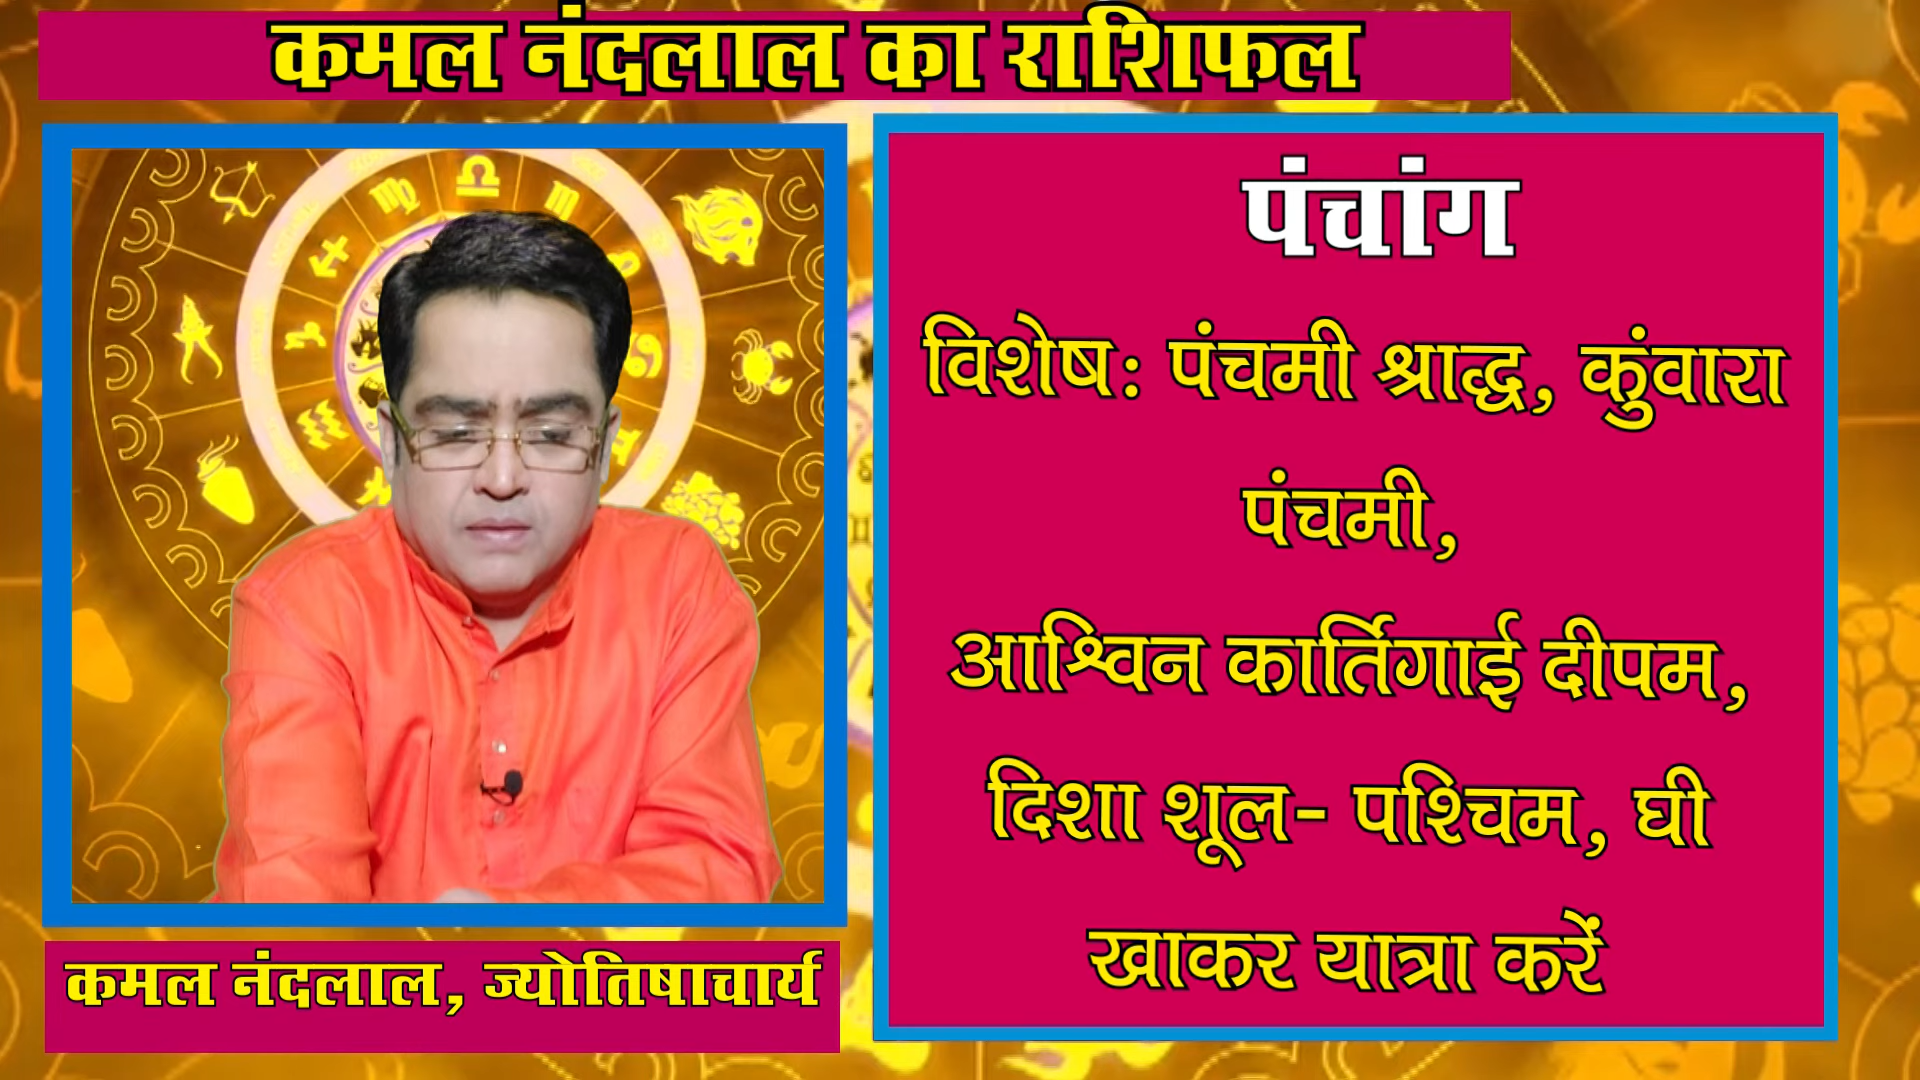 कमल नंदलाल का राशिफल
पंचांग
विशेष: पंचमी श्राद्ध, कुंवारा
पंचमी,
आश्विन कार्तिगाई दीपम,
दिशा शूल- पश्चिम, घी
खाकर यात्रा करें
कमल नंदलाल, ज्योतिषाचार्य